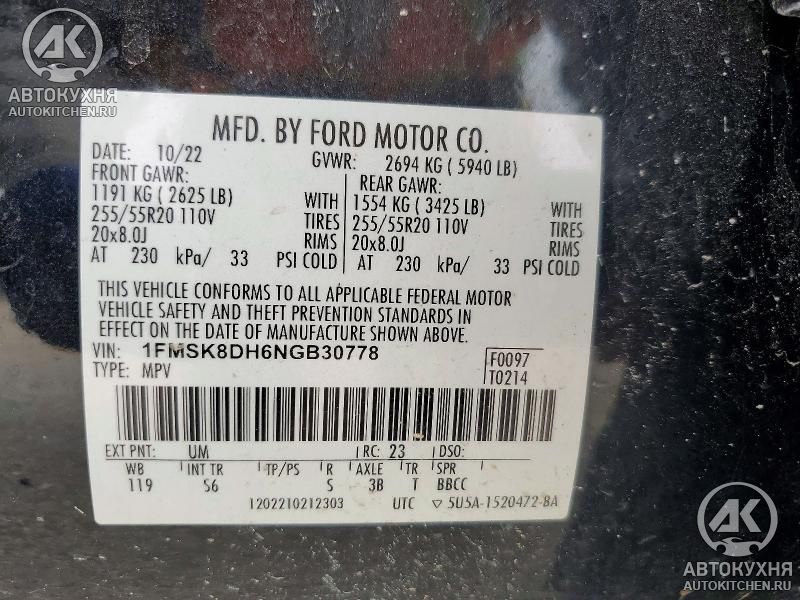 AK
АВТОКУХНЯ
AUTOKITCHEN.RU
MFD. BY FORD MOTOR CO.
DATE: 10/22 GVWR: 2694 KG ( 5940 LB)
FRONT GAWR: REAR GAWR:
1191 KG ( 2625 LB) WITH 1554 KG ( 3425 LB) WITH
255/55R20 110V TIRES 255/55R20 110V TIRES
20x8.0J RIMS 20x8.0J RIMS
AT 230 kPa/ 33 PSI COLD AT 230 kPa/ 33 PSI COLD
THIS VEHICLE CONFORMS TO ALL APPLICABLE FEDERAL MOTOR
VEHICLE SAFETY AND THEFT PREVENTION STANDARDS IN
EFFECT ON THE DATE OF MANUFACTURE SHOWN ABOVE.
VIN: 1FMSK8DH6NGB30778 F0097
TYPE: MPV T0214
EXT PNT: UM RC: 23 DSO:
WB INT TR TP/PS R AXLE TR SPR
119 56 S 3B T BBCC
1202210212303 UTC ▽ 5U5A-1520472-BA
AK
АВТОКУХНЯ
AUTOKITCHEN.RU